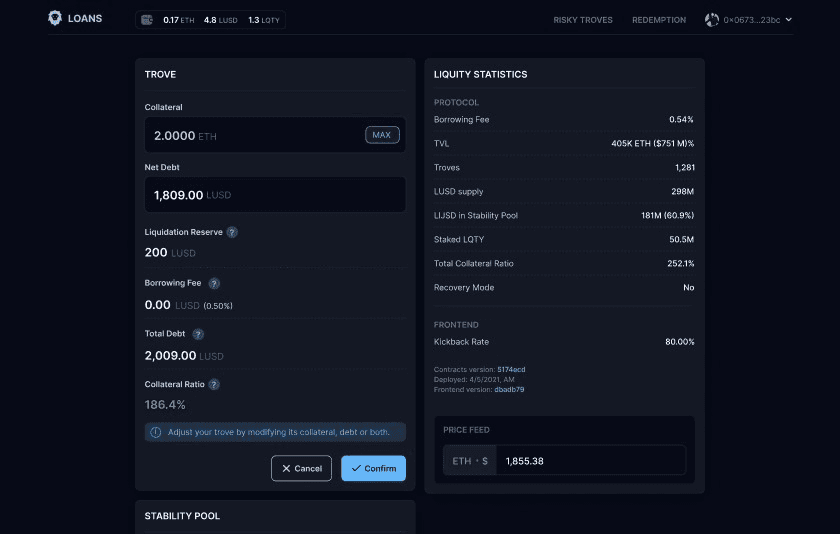 LOANS
0.17 ETH 4.8 LUSD 1.3 LQTY
RISKY TROVES
REDEMPTION
0x0673...23bc
TROVE
Collateral
2.0000 ETH
MAX
Net Debt
1,809.00 LUSD
Liquidation Reserve ?
200 LUSD
Borrowing Fee ?
0.00 LUSD (0.50%)
Total Debt ?
2,009.00 LUSD
Collateral Ratio ?
186.4%
Adjust your trove by modifying its collateral, debt or both.
Cancel
Confirm
STABILITY POOL
LIQUITY STATISTICS
PROTOCOL
Borrowing Fee 0.54%
TVL 405K ETH ($751 M)%
Troves 1,281
LUSD supply 298M
LIJSD in Stability Pool 181M (60.9%)
Staked LQTY 50.5M
Total Collateral Ratio 252.1%
Recovery Mode No
FRONTEND
Kickback Rate 80.00%
Contracts version: 5174ecd
Deployed: 4/5/2021, AM
Frontend version: dbadb79
PRICE FEED
ETH • $ 1,855.38